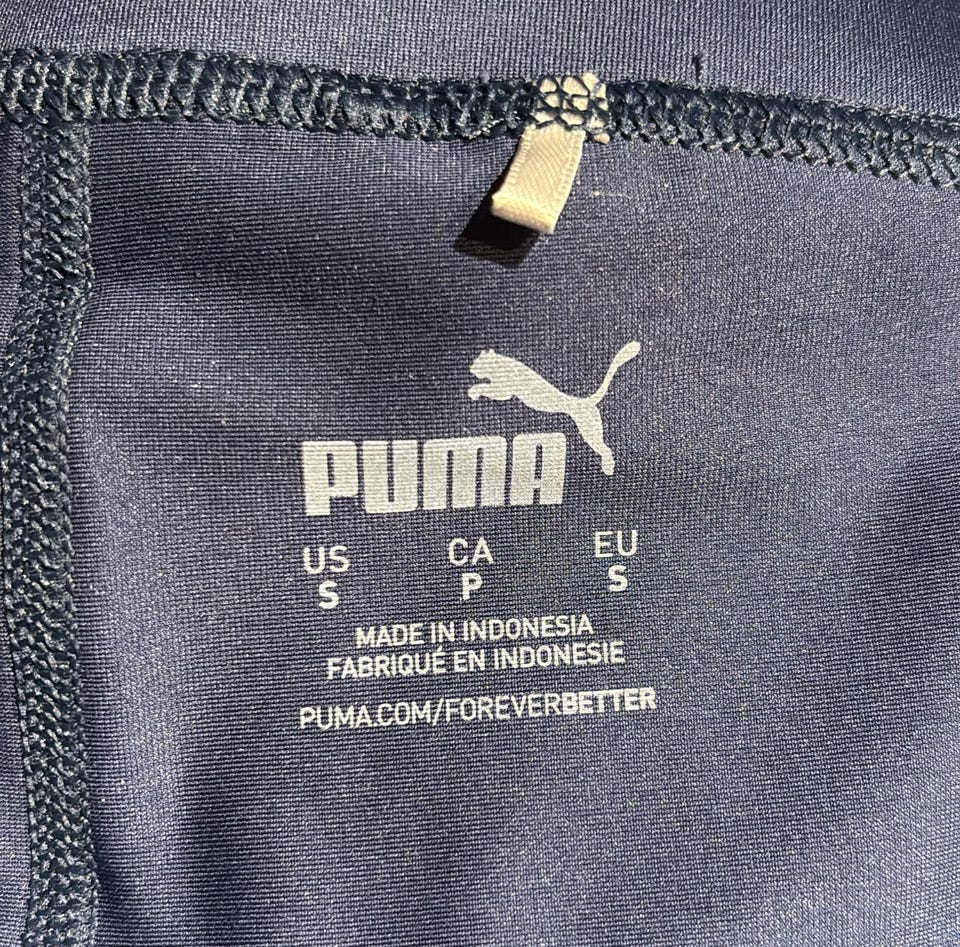 PUMA
US CA EU
S P S
MADE IN INDONESIA
FABRIQUÉ EN INDONESIE
PUMA.COM/FOREVERBETTER